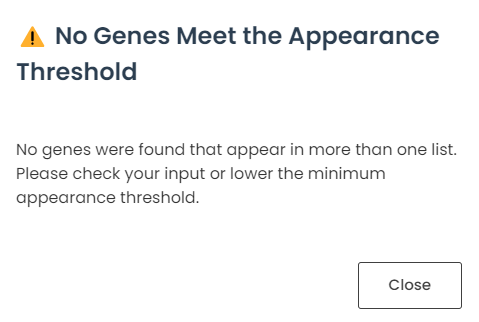 ⚠️ No Genes Meet the Appearance
Threshold
No genes were found that appear in more than one list.
Please check your input or lower the minimum
appearance threshold.
Close